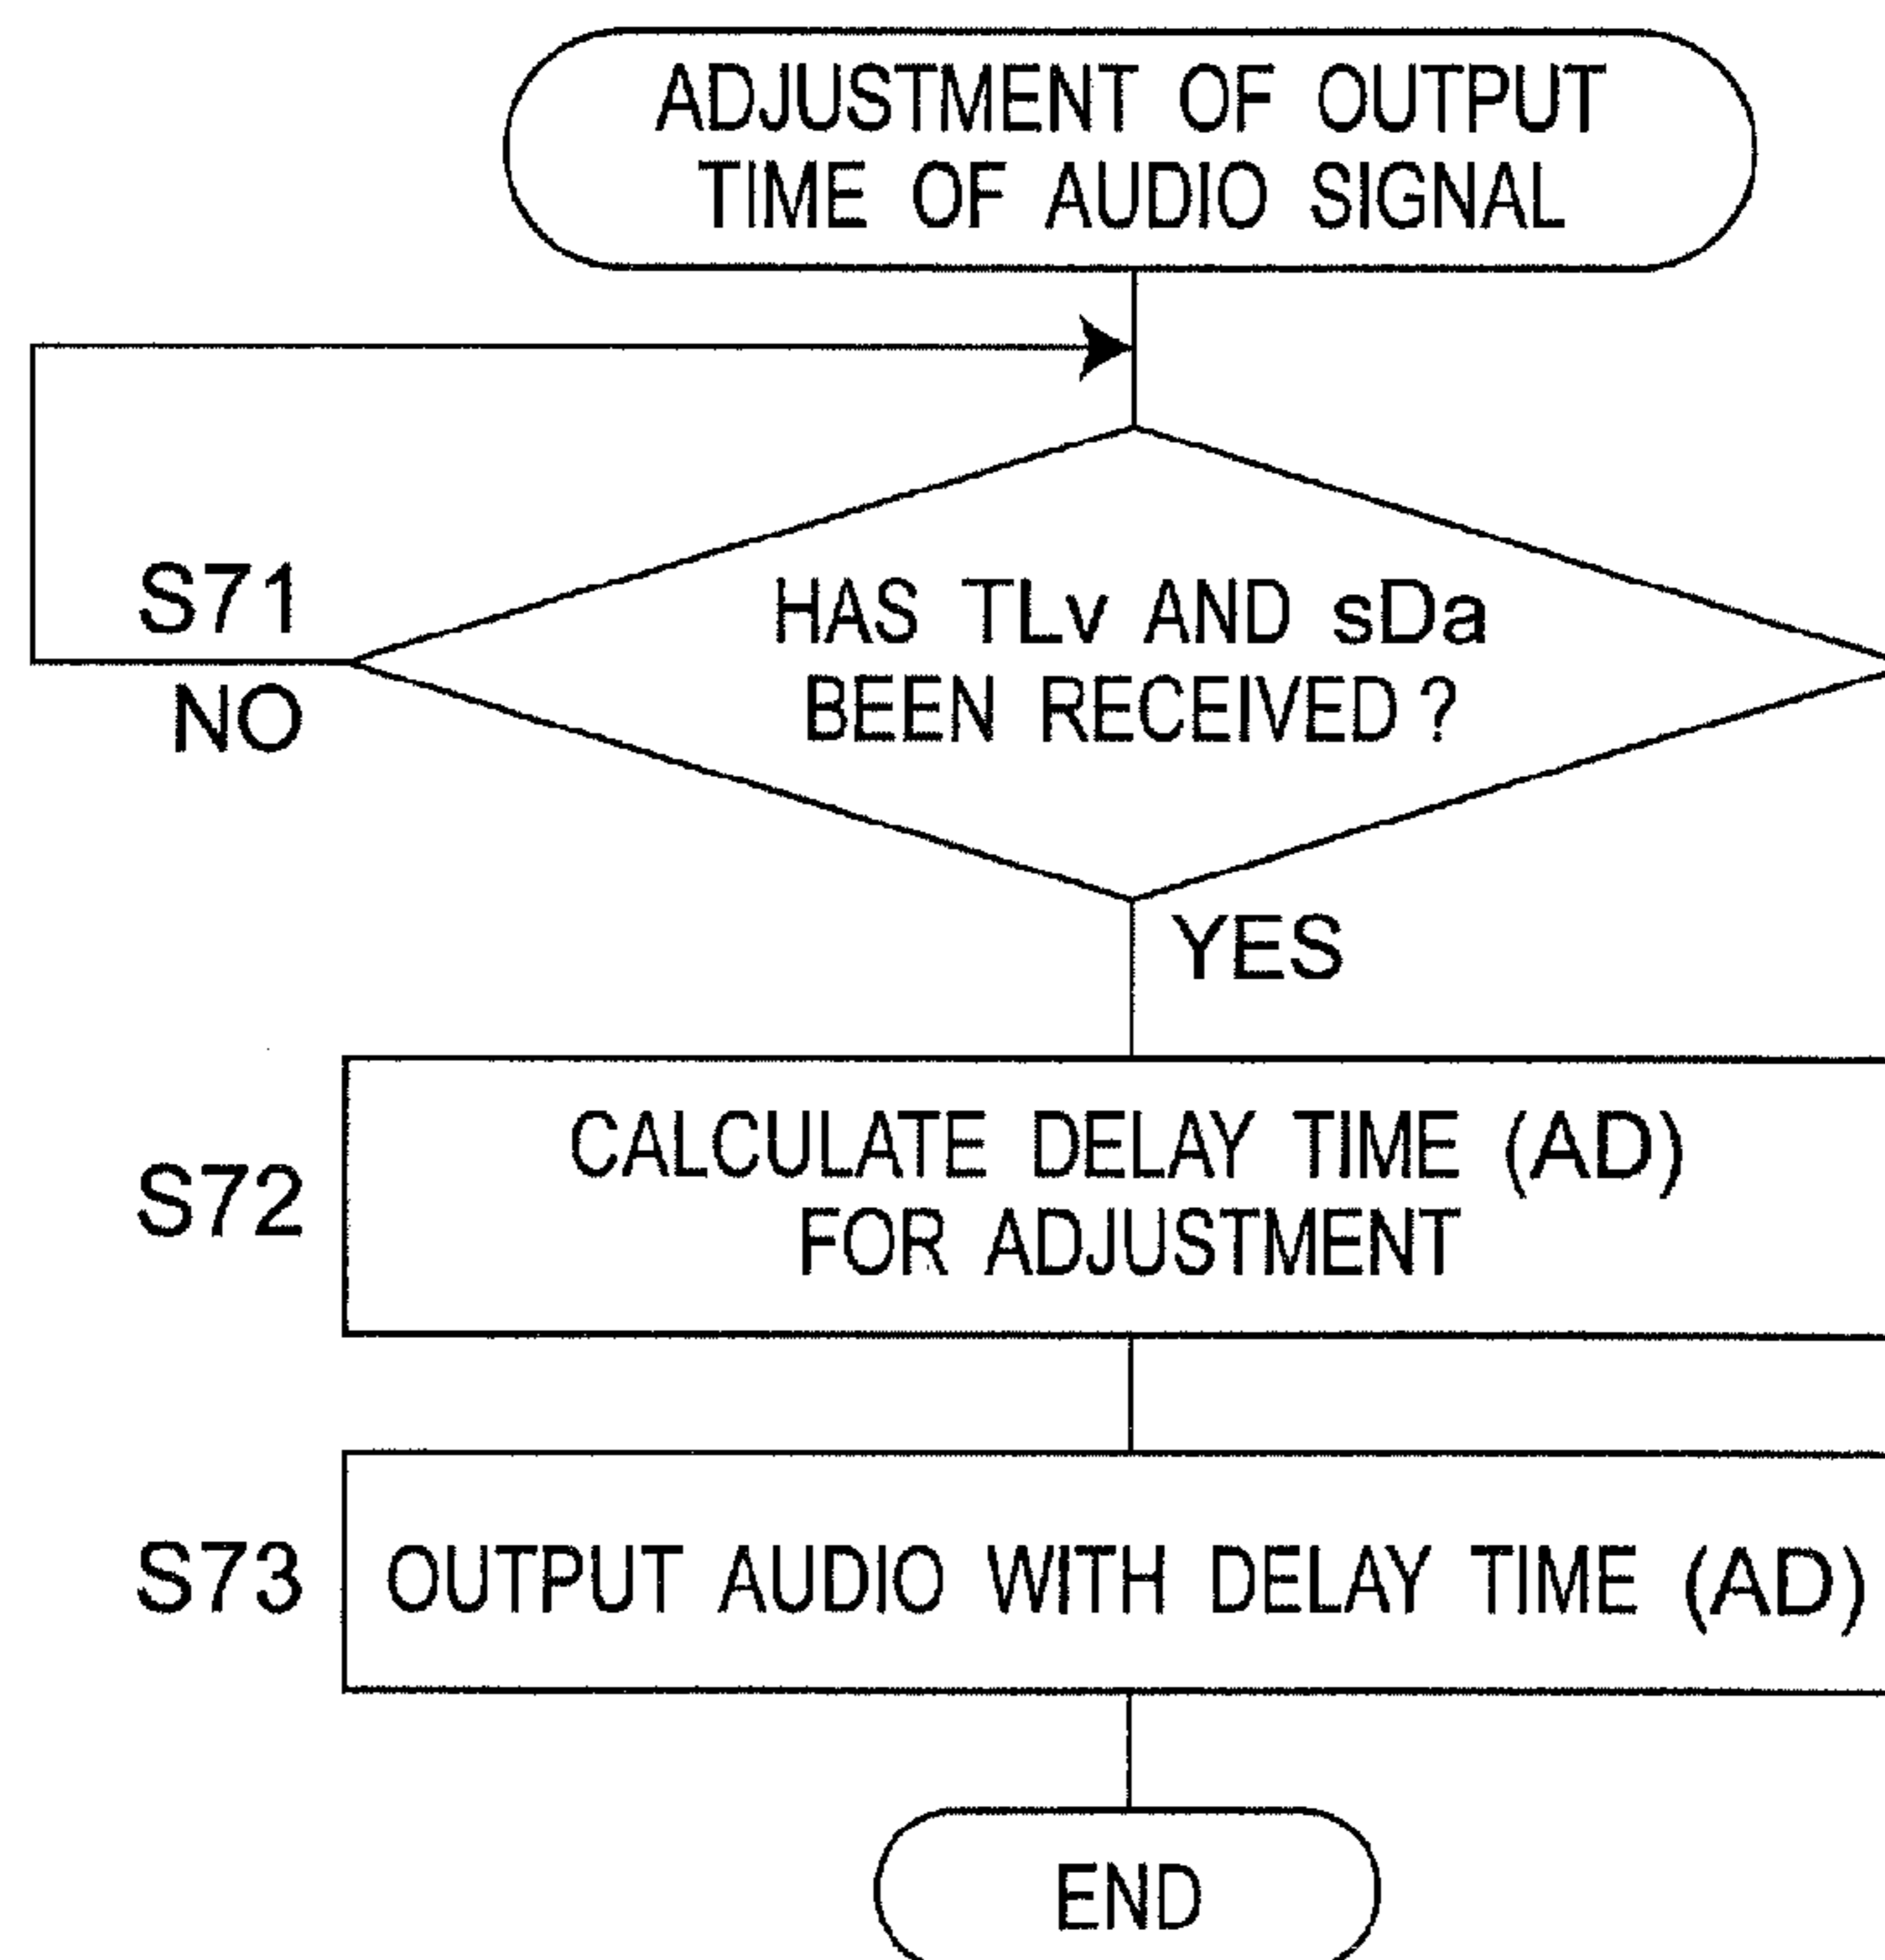 ADJUSTMENT OF OUTPUT
TIME OF AUDIO SIGNAL
S71
HAS TLv AND sDa
BEEN RECEIVED?
NO
YES
S72
CALCULATE DELAY TIME (AD)
FOR ADJUSTMENT
S73
OUTPUT AUDIO WITH DELAY TIME (AD)
END